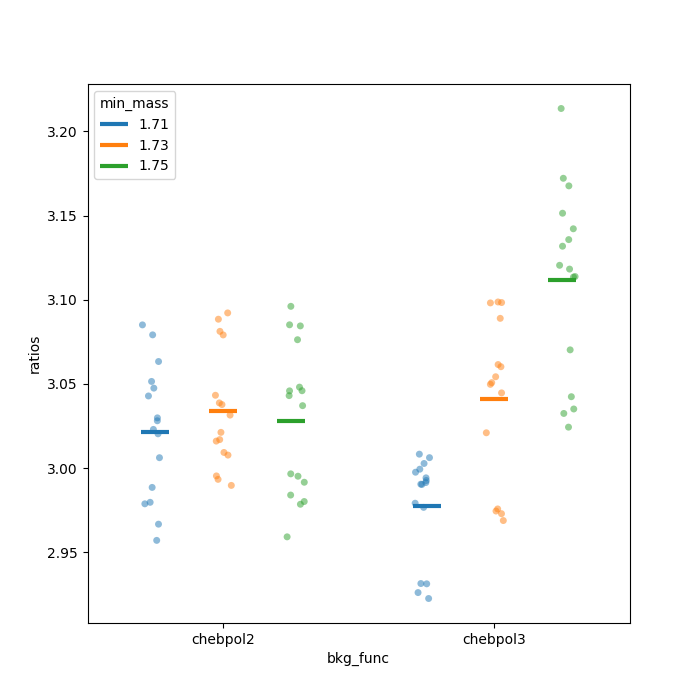 min_mass
1.71
1.73
1.75
3.20
3.15
3.10
3.05
3.00
2.95
ratios
chebpol2
chebpol3
bkg_func